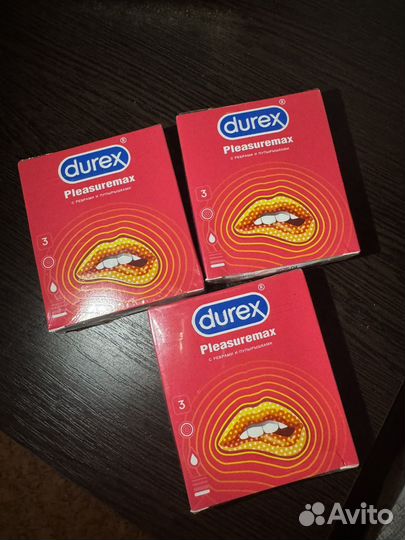 durex
Pleasuremax
С РЕБРАМИ И ПУПЫРЫШКАМИ
3
durex
Pleasuremax
С РЕБРАМИ И ПУПЫРЫШКАМИ
3
durex
Pleasuremax
С РЕБРАМИ И ПУПЫРЫШКАМИ
3
Avito